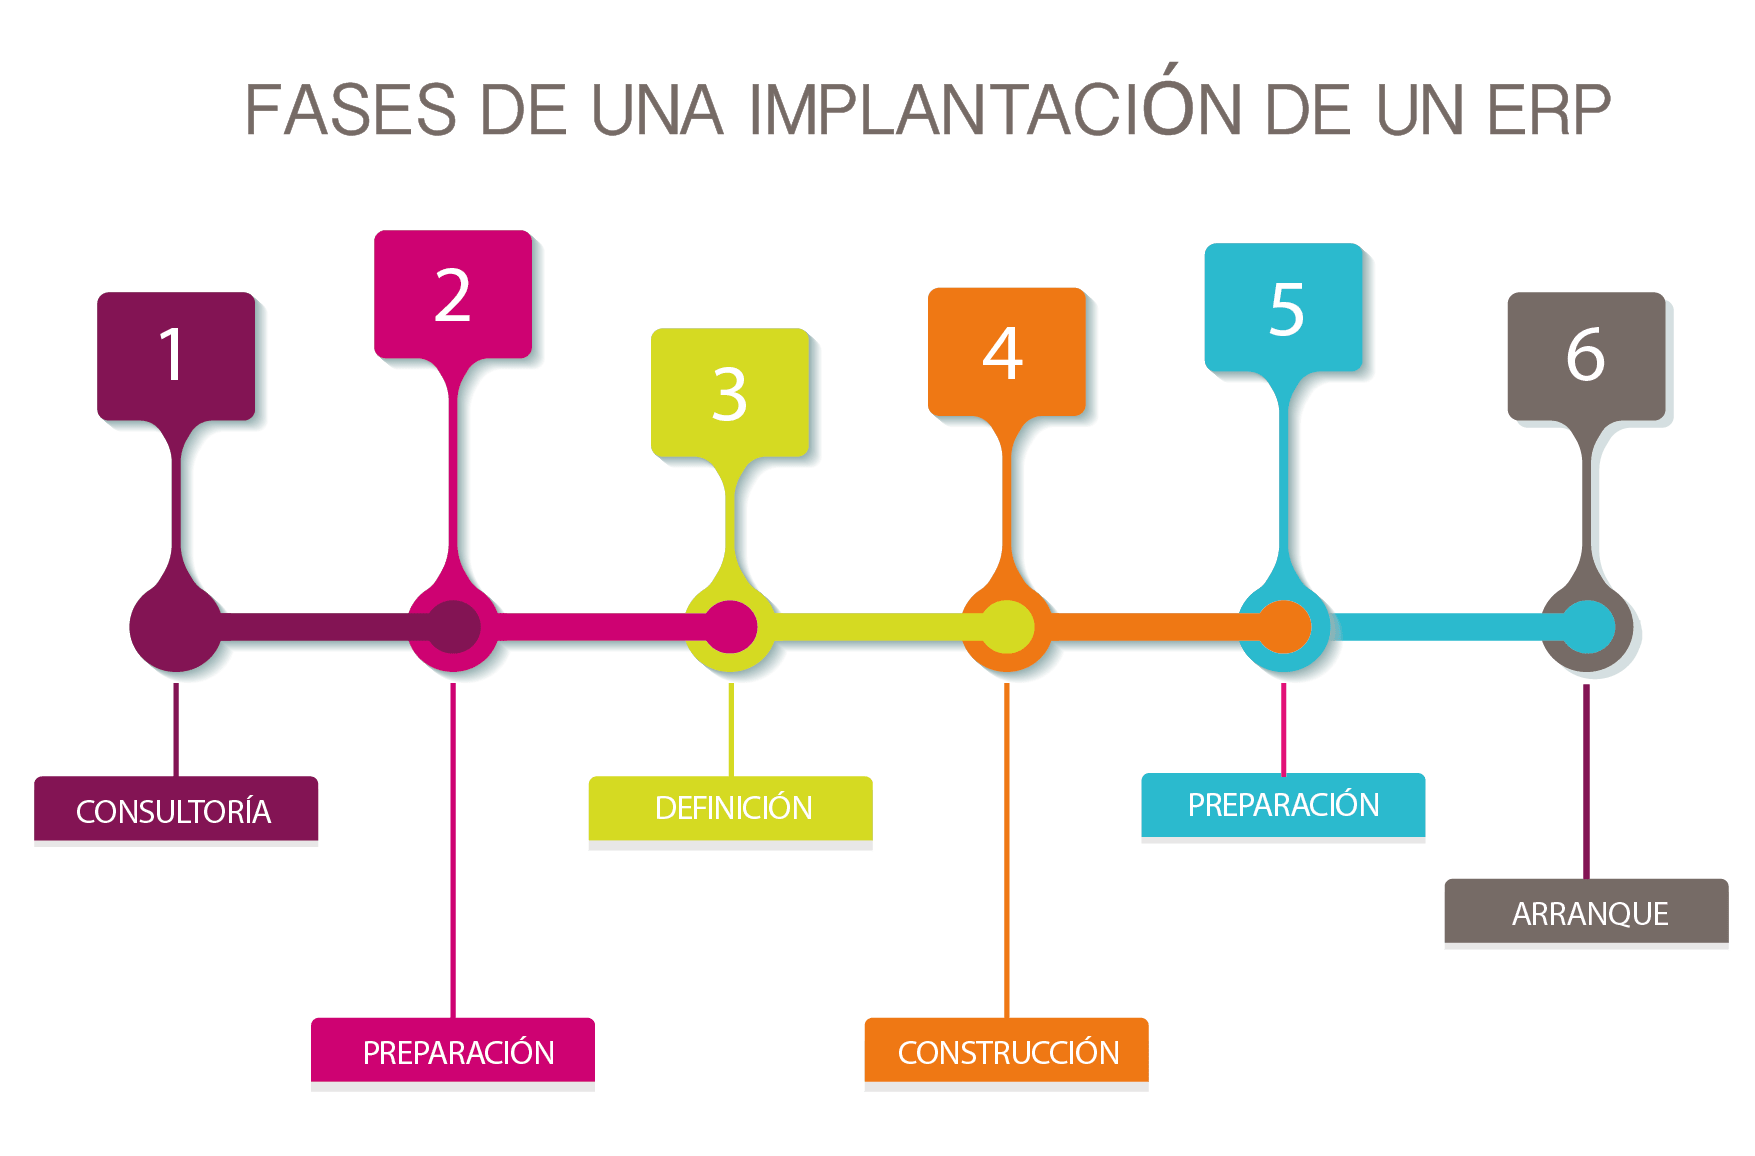 FASES DE UNA IMPLANTACIÓN DE UN ERP
1
2
3
4
5
6
CONSULTORÍA
PREPARACIÓN
DEFINICIÓN
CONSTRUCCIÓN
PREPARACIÓN
ARRANQUE